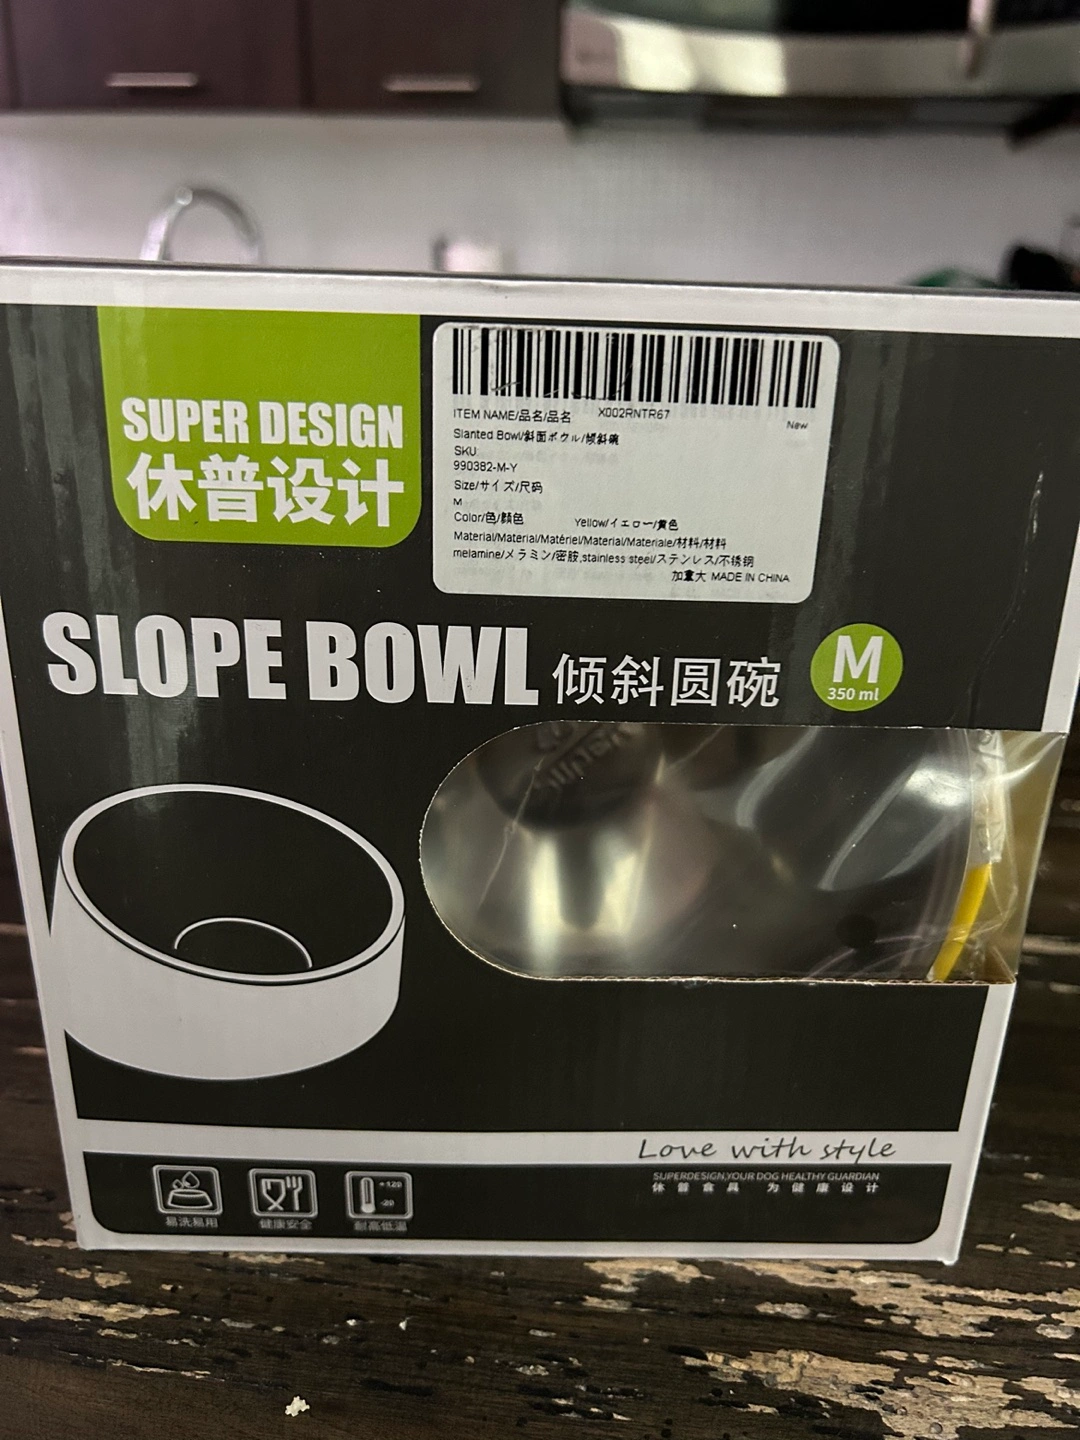 SUPER DESIGN
休普设计
ITEM NAME/品名/品名 X002RNTR67
New
Slanted Bowl/斜面ボウル/倾斜碗
SKU
990382-M-Y
Size/サイズ/尺码
M
Color/色/顔色 Yellow/イエロー/黄色
Material/Material/Matériel/Material/Materiale/材料/材料
melamine/メラミン/密胺,stainless steel/ステンレス/不锈钢
加拿大 MADE IN CHINA
SLOPE BOWL 倾斜圆碗
M
350 ml
Love with style
SUPERDESIGN,YOUR DOG HEALTHY GUARDIAN
休普食具 为健康设计
+120
-20
易洗易用 健康安全 耐高低温